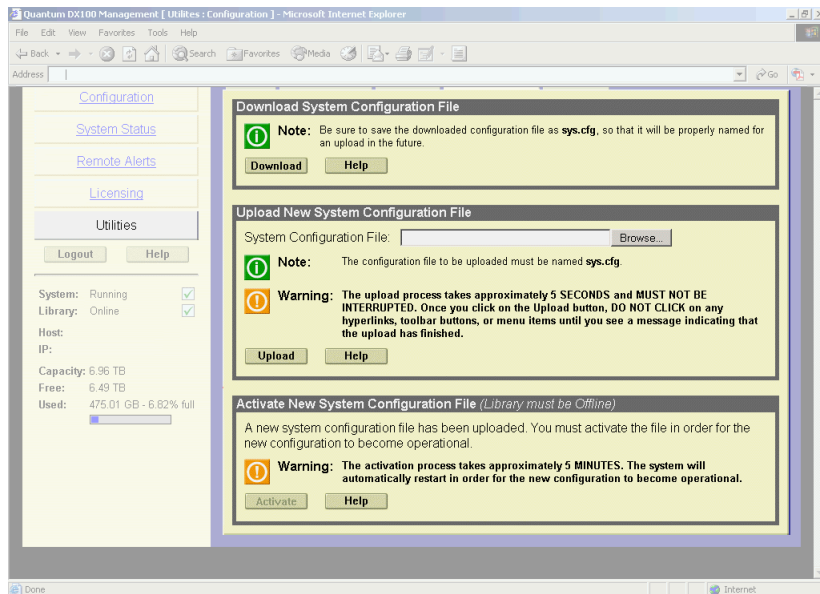 Quantum DX100 Management [ Utilites : Configuration ] - Microsoft Internet Explorer
File Edit View Favorites Tools Help
Back Search Favorites Media
Address Go
Configuration
System Status
Remote Alerts
Licensing
Utilities
Logout Help
System: Running
Library: Online
Host:
IP:
Capacity: 6.96 TB
Free: 6.49 TB
Used: 475.01 GB - 6.82% full
Download System Configuration File
Note: Be sure to save the downloaded configuration file as sys.cfg, so that it will be properly named for
an upload in the future.
Download Help
Upload New System Configuration File
System Configuration File: Browse...
Note: The configuration file to be uploaded must be named sys.cfg.
Warning: The upload process takes approximately 5 SECONDS and MUST NOT BE
INTERRUPTED. Once you click on the Upload button, DO NOT CLICK on any
hyperlinks, toolbar buttons, or menu items until you see a message indicating that
the upload has finished.
Upload Help
Activate New System Configuration File (Library must be Offline)
A new system configuration file has been uploaded. You must activate the file in order for the
new configuration to become operational.
Warning: The activation process takes approximately 5 MINUTES. The system will
automatically restart in order for the new configuration to become operational.
Activate Help
Done Internet